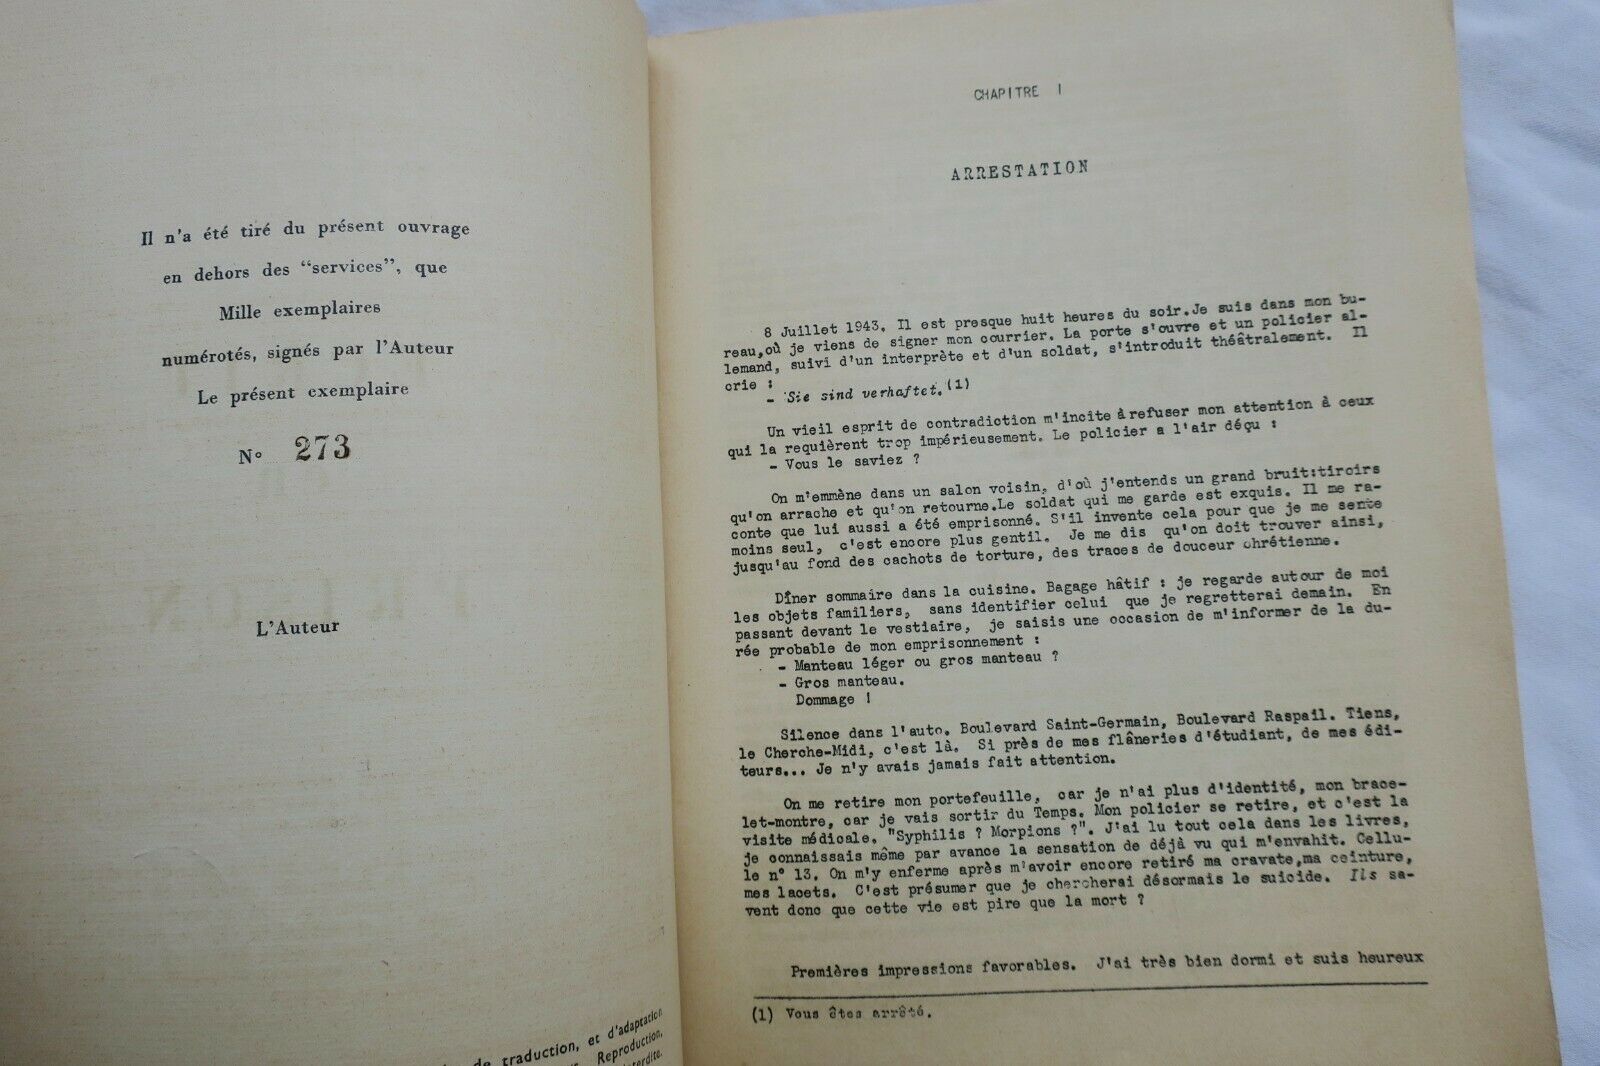 Il n'a été tiré du présent ouvrage
en dehors des "services", que
Mille exemplaires
numérotés, signés par l'Auteur
Le présent exemplaire
N° 273
L'Auteur
de traduction, et d'adaptation
Reproduction,
interdite.
CHAPITRE I
ARRESTATION
8 Juillet 1943. Il est presque huit heures du soir.Je suis dans mon bu-
reau,où je viens de signer mon courrier. La porte s'ouvre et un policier al-
lemand, suivi d'un interprète et d'un soldat, s'introduit théâtralement. Il
crie :
- Sie sind verhaftet.(1)
Un vieil esprit de contradiction m'incite à refuser mon attention à ceux
qui la requièrent trop impérieusement. Le policier a l'air déçu :
- Vous le saviez ?
On m'emmène dans un salon voisin, d'où j'entends un grand bruit:tiroirs
qu'on arrache et qu'on retourne.Le soldat qui me garde est exquis. Il me ra-
conte que lui aussi a été emprisonné. S'il invente cela pour que je me sente
moins seul, c'est encore plus gentil. Je me dis qu'on doit trouver ainsi,
jusqu'au fond des cachots de torture, des traces de douceur chrétienne.
Dîner sommaire dans la cuisine. Bagage hâtif : je regarde autour de moi
les objets familiers, sans identifier celui que je regretterai demain. En
passant devant le vestiaire, je saisis une occasion de m'informer de la du-
rée probable de mon emprisonnement :
- Manteau léger ou gros manteau ?
- Gros manteau.
Dommage !
Silence dans l'auto. Boulevard Saint-Germain, Boulevard Raspail. Tiens,
le Cherche-Midi, c'est là. Si près de mes flâneries d'étudiant, de mes édi-
teurs... Je n'y avais jamais fait attention.
On me retire mon portefeuille, car je n'ai plus d'identité, mon brace-
let-montre, car je vais sortir du Temps. Mon policier se retire, et c'est la
visite médicale. "Syphilis ? Morpions ?". J'ai lu tout cela dans les livres,
je connaissais même par avance la sensation de déjà vu qui m'envahit. Cellu-
le n° 13. On m'y enferme après m'avoir encore retiré ma cravate,ma ceinture,
mes lacets. C'est présumer que je chercherai désormais le suicide. Ils sa-
vent donc que cette vie est pire que la mort ?
Premières impressions favorables. J'ai très bien dormi et suis heureux
(1) Vous êtes arrêté.